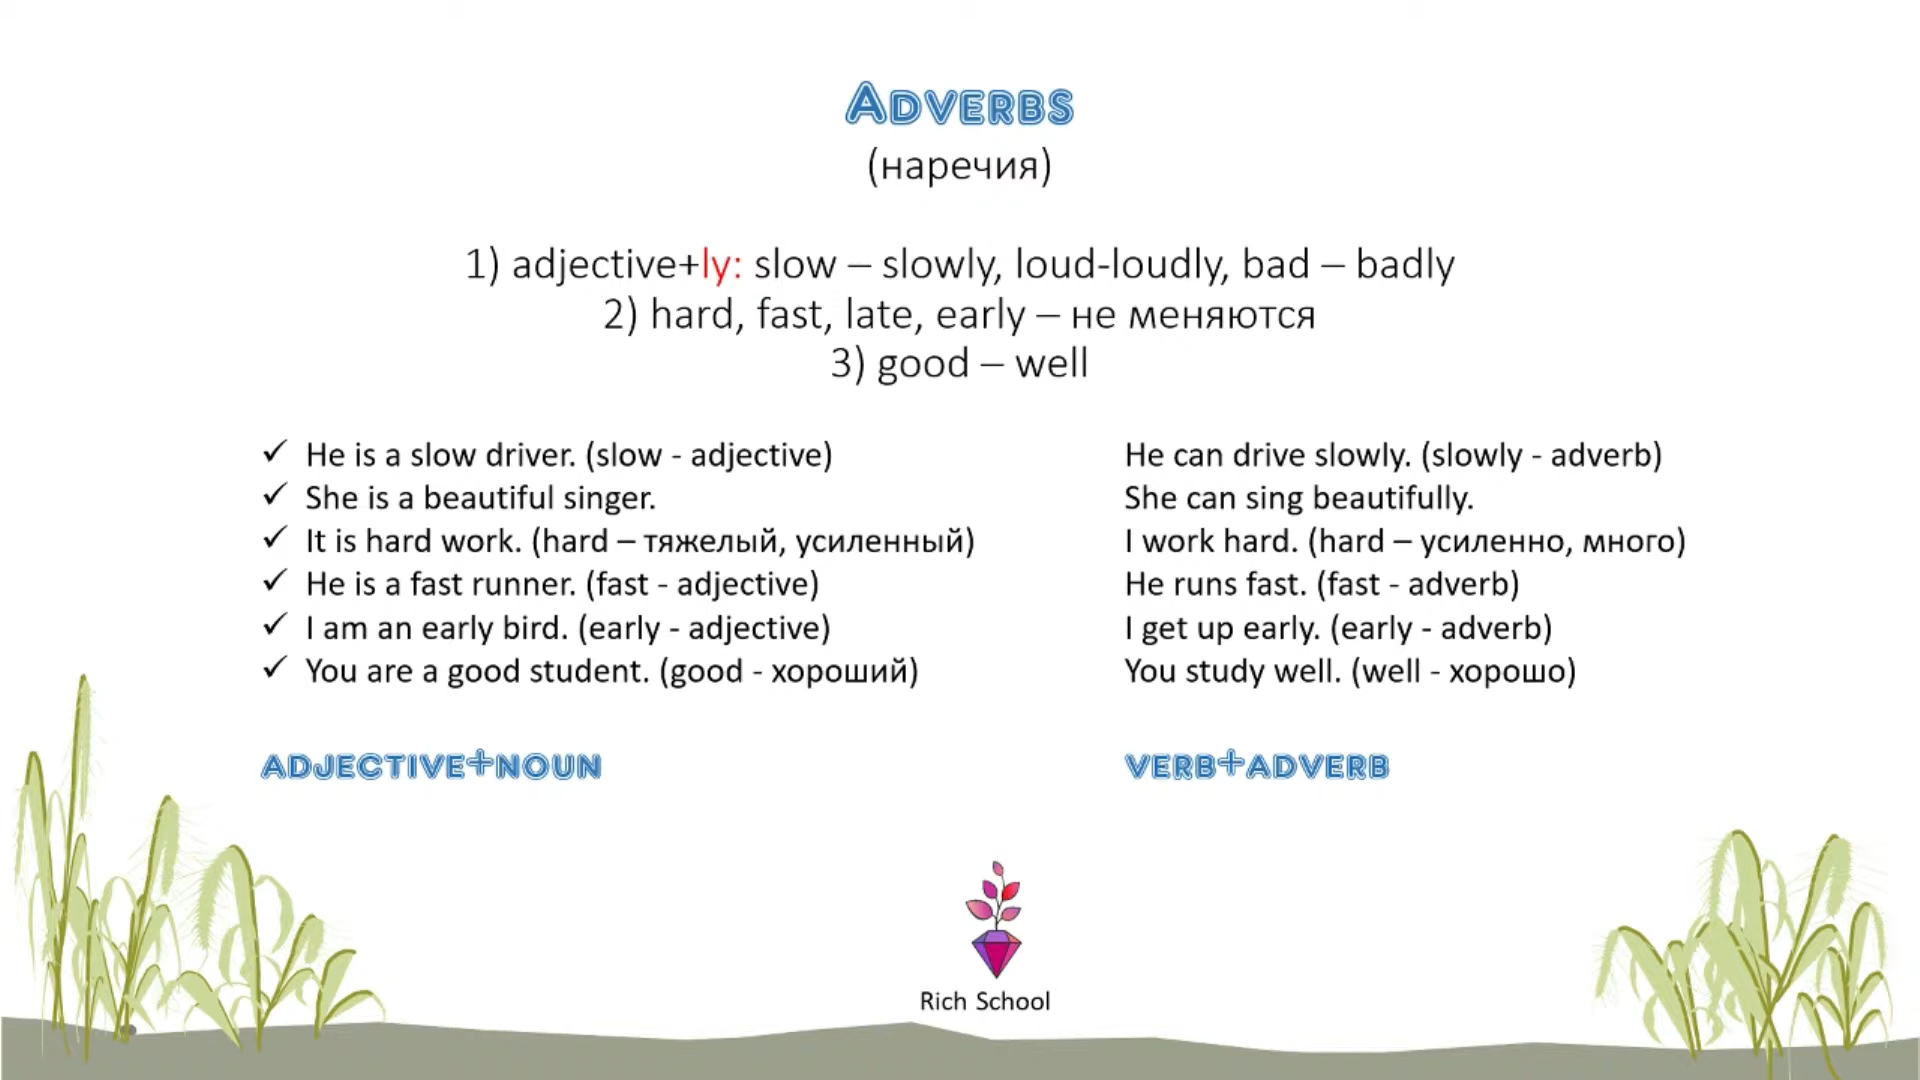 Adverbs
(наречия)
1) adjective+ly: slow – slowly, loud-loudly, bad – badly
2) hard, fast, late, early – не меняются
3) good – well
✓ He is a slow driver. (slow - adjective)
✓ She is a beautiful singer.
✓ It is hard work. (hard – тяжелый, усиленный)
✓ He is a fast runner. (fast - adjective)
✓ I am an early bird. (early - adjective)
✓ You are a good student. (good - хороший)
ADJECTIVE+NOUN
He can drive slowly. (slowly - adverb)
She can sing beautifully.
I work hard. (hard – усиленно, много)
He runs fast. (fast - adverb)
I get up early. (early - adverb)
You study well. (well - хорошо)
VERB+ADVERB
Rich School